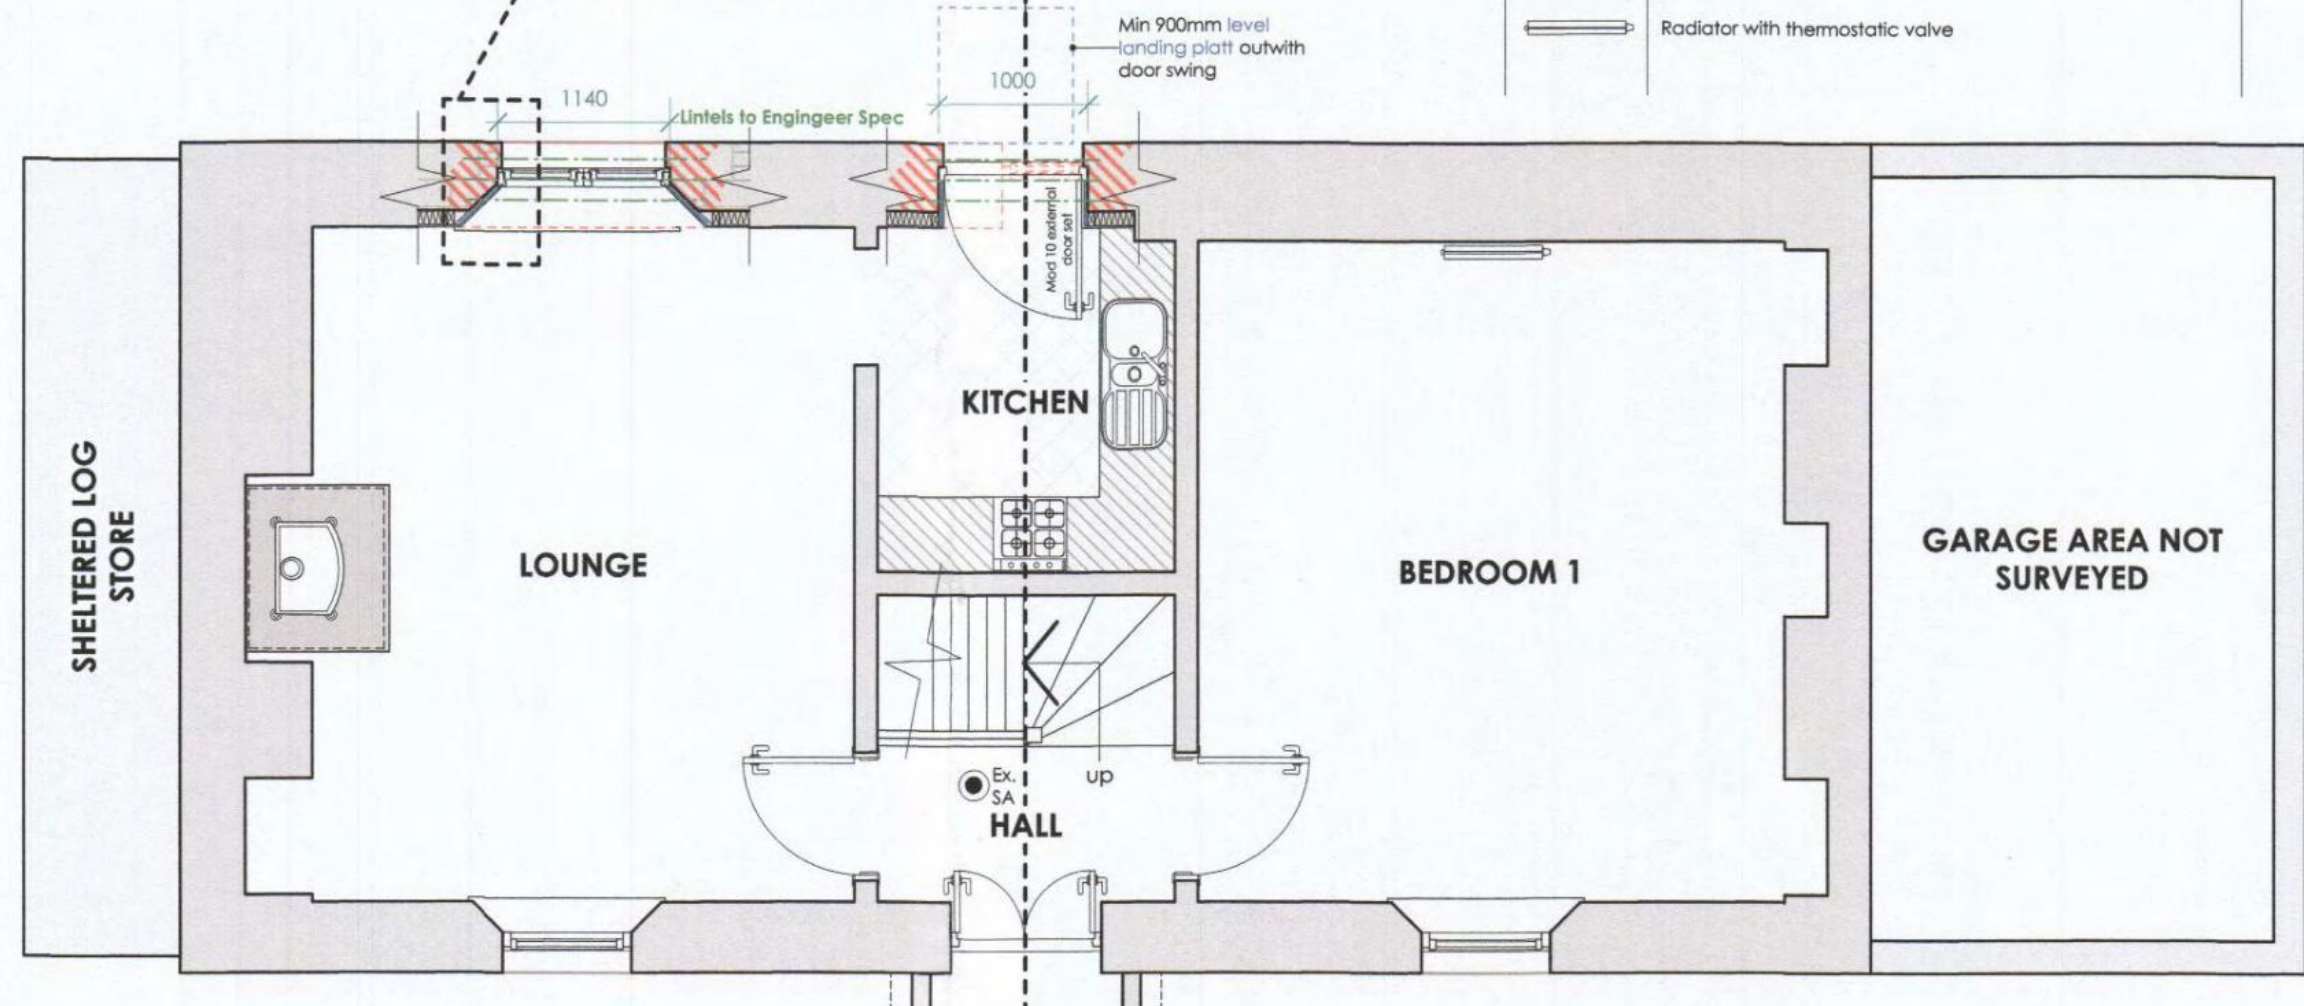 Min 900mm level
landing platt outwith
door swing
Radiator with thermostatic valve
1140
1000
Lintels to Engingeer Spec
Mod 10 external
door set
KITCHEN
SHELTERED LOG
STORE
LOUNGE
BEDROOM 1
GARAGE AREA NOT
SURVEYED
Ex.
SA
up
HALL